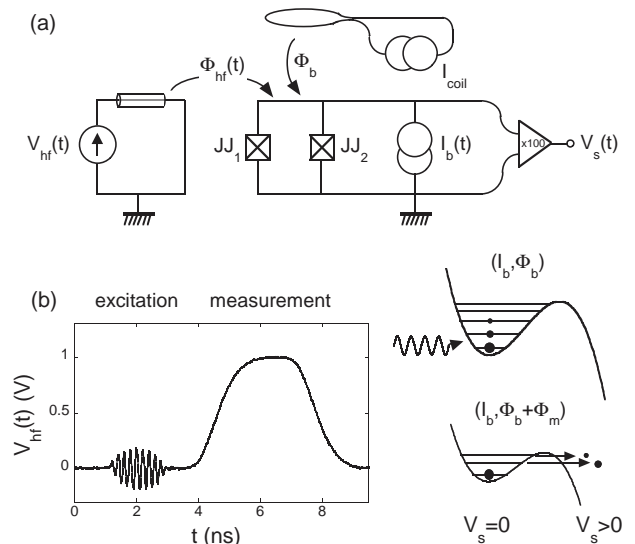 (a)
Φhf(t)
Φb
Icoil
Vhf(t)
JJ1
JJ2
Ib(t)
x100
Vs(t)
(b)
excitation measurement
(Ib,Φb)
1
0.5
0
Vhf(t) (V)
0 2 4 6 8
t (ns)
(Ib,Φb+Φm)
Vs=0 Vs>0